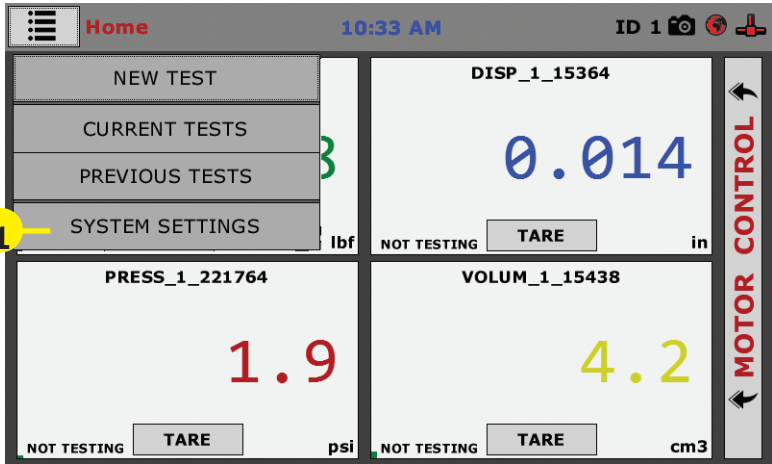 Home 10:33 AM ID 1
NEW TEST
CURRENT TESTS
PREVIOUS TESTS
SYSTEM SETTINGS
1
lbf
DISP_1_15364
0.014
NOT TESTING TARE in
PRESS_1_221764
1.9
NOT TESTING TARE psi
VOLUM_1_15438
4.2
NOT TESTING TARE cm3
MOTOR CONTROL